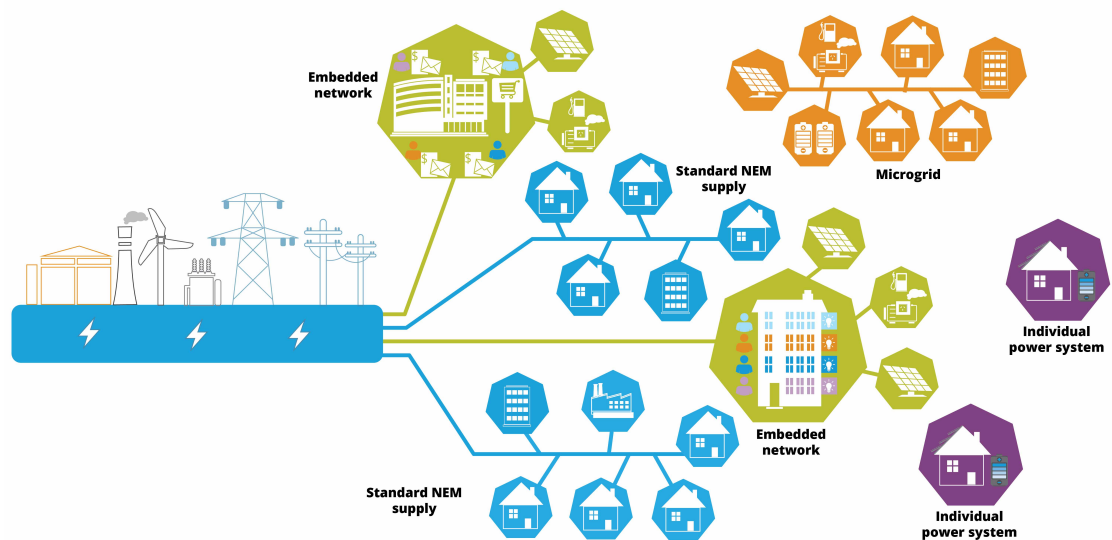 Embedded
network
Standard NEM
supply
Microgrid
Individual
power system
Embedded
network
Standard NEM
supply
Individual
power system
$
$
$
$